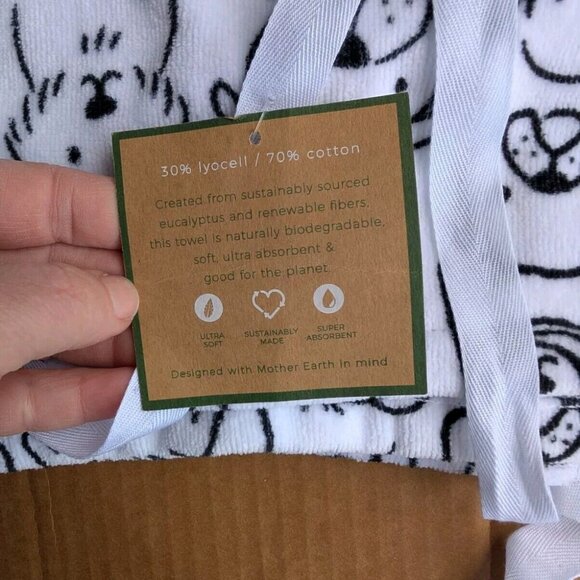 30% lyocell / 70% cotton
Created from sustainably sourced
eucalyptus and renewable fibers,
this towel is naturally biodegradable,
soft, ultra absorbent &
good for the planet.
ULTRA
SOFT
SUSTAINABLY
MADE
SUPER
ABSORBENT
Designed with Mother Earth in mind